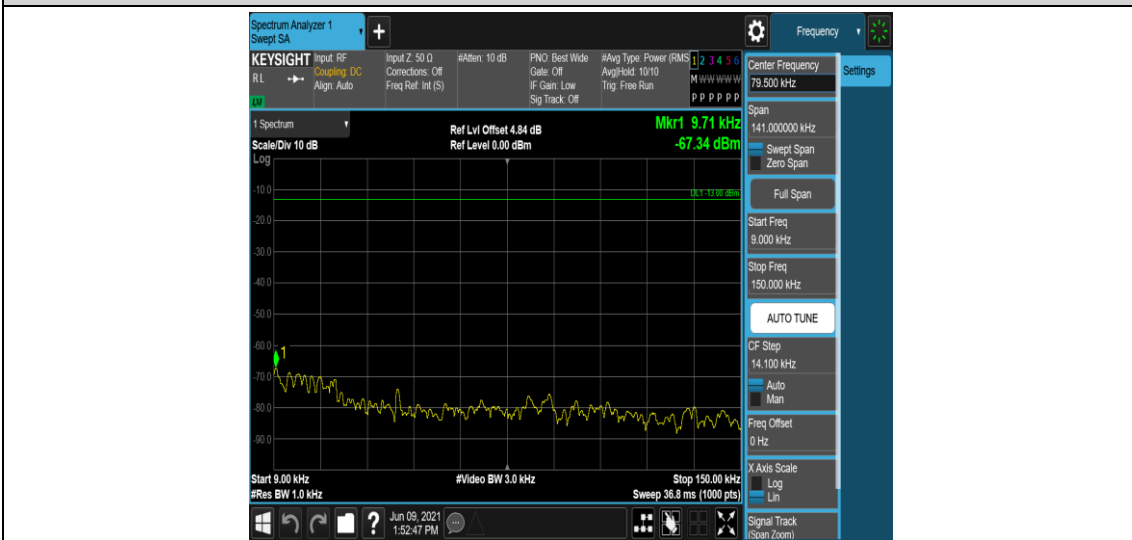 Spectrum Analyzer 1
Swept SA
+
Frequency
KEYSIGHT
RL
LXI
Input: RF
Coupling: DC
Align: Auto
Input Z: 50 Ω
Corrections: Off
Freq Ref: Int (S)
#Atten: 10 dB
PNO: Best Wide
Gate: Off
IF Gain: Low
Sig Track: Off
#Avg Type: Power (RMS
Avg|Hold: 10/10
Trig: Free Run
1 2 3 4 5 6
M W W W W W
P P P P P P
1 Spectrum
Scale/Div 10 dB
Ref Lvl Offset 4.84 dB
Ref Level 0.00 dBm
Mkr1 9.71 kHz
-67.34 dBm
Log
-10.0
DL1 -13.00 dBm
-20.0
-30.0
-40.0
-50.0
-60.0
1
-70.0
-80.0
-90.0
Start 9.00 kHz
#Video BW 3.0 kHz
Stop 150.00 kHz
#Res BW 1.0 kHz
Sweep 36.8 ms (1000 pts)
?
Jun 09, 2021
1:52:47 PM
Center Frequency
79.500 kHz
Settings
Span
141.000000 kHz
Swept Span
Zero Span
Full Span
Start Freq
9.000 kHz
Stop Freq
150.000 kHz
AUTO TUNE
CF Step
14.100 kHz
Auto
Man
Freq Offset
0 Hz
X Axis Scale
Log
Lin
Signal Track
(Span Zoom)